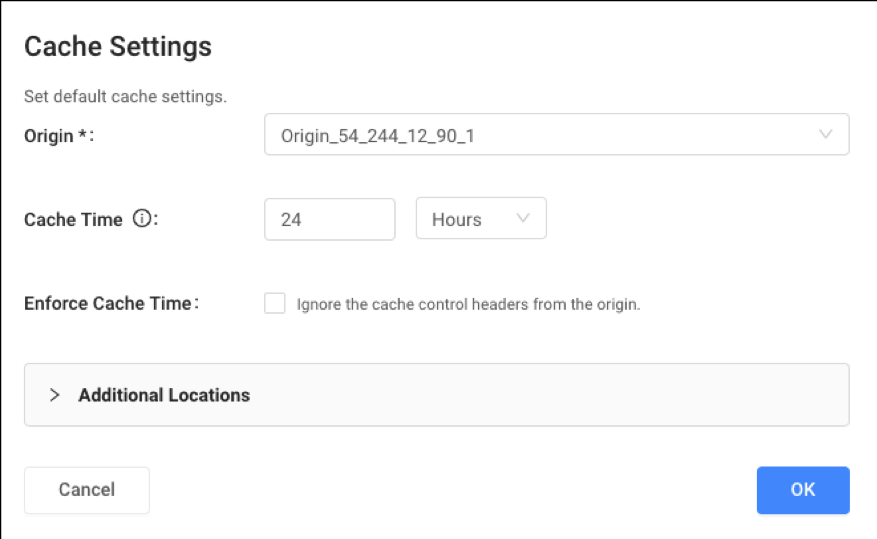 Cache Settings
Set default cache settings.
Origin *: Origin_54_244_12_90_1
Cache Time ⓘ: 24 Hours
Enforce Cache Time: Ignore the cache control headers from the origin.
> Additional Locations
Cancel OK